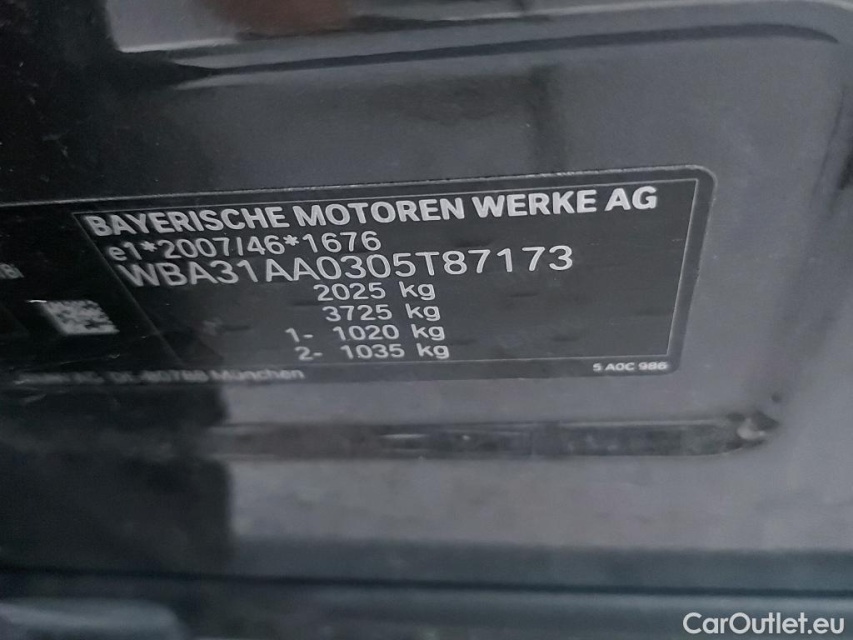 BAYERISCHE MOTOREN WERKE AG
e1*2007/46*1676
WBA31AA0305T87173
2025 kg
3725 kg
1- 1020 kg
2- 1035 kg
München
5 A0C 986
CarOutlet.eu